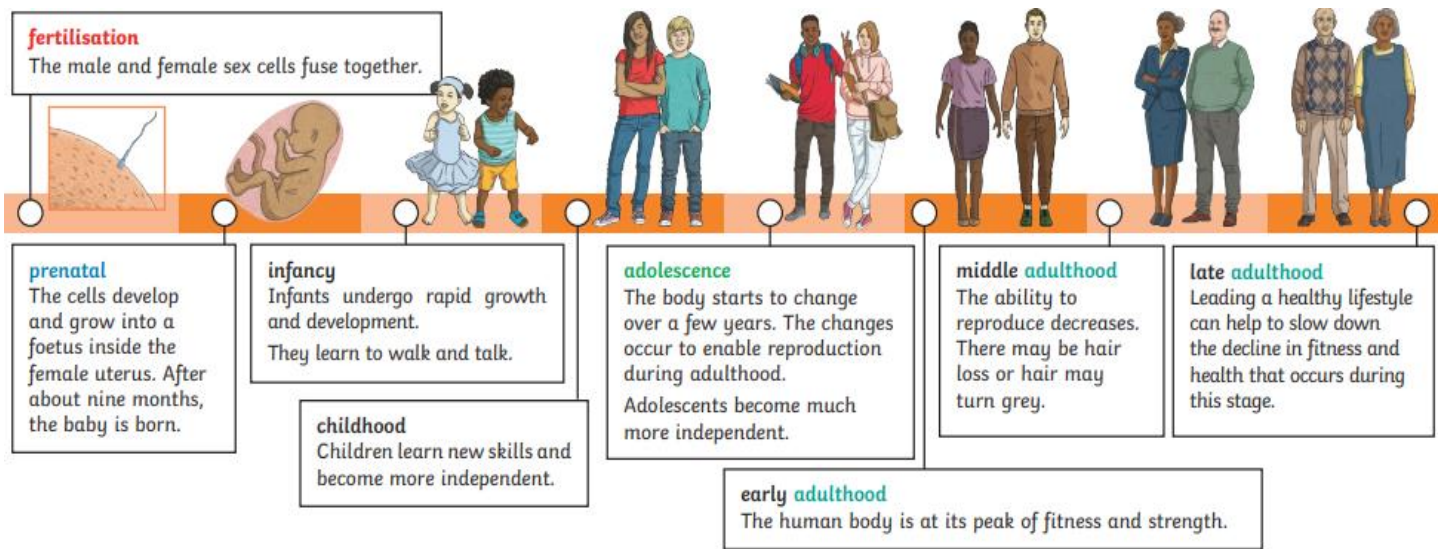 fertilisation
The male and female sex cells fuse together.
prenatal
The cells develop
and grow into a
foetus inside the
female uterus. After
about nine months,
the baby is born.
infancy
Infants undergo rapid growth
and development.
They learn to walk and talk.
childhood
Children learn new skills and
become more independent.
adolescence
The body starts to change
over a few years. The changes
occur to enable reproduction
during adulthood.
Adolescents become much
more independent.
early adulthood
The human body is at its peak of fitness and strength.
middle adulthood
The ability to
reproduce decreases.
There may be hair
loss or hair may
turn grey.
late adulthood
Leading a healthy lifestyle
can help to slow down
the decline in fitness and
health that occurs during
this stage.